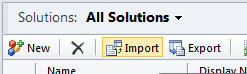 Solutions: All Solutions
New Import Export
Name Display N